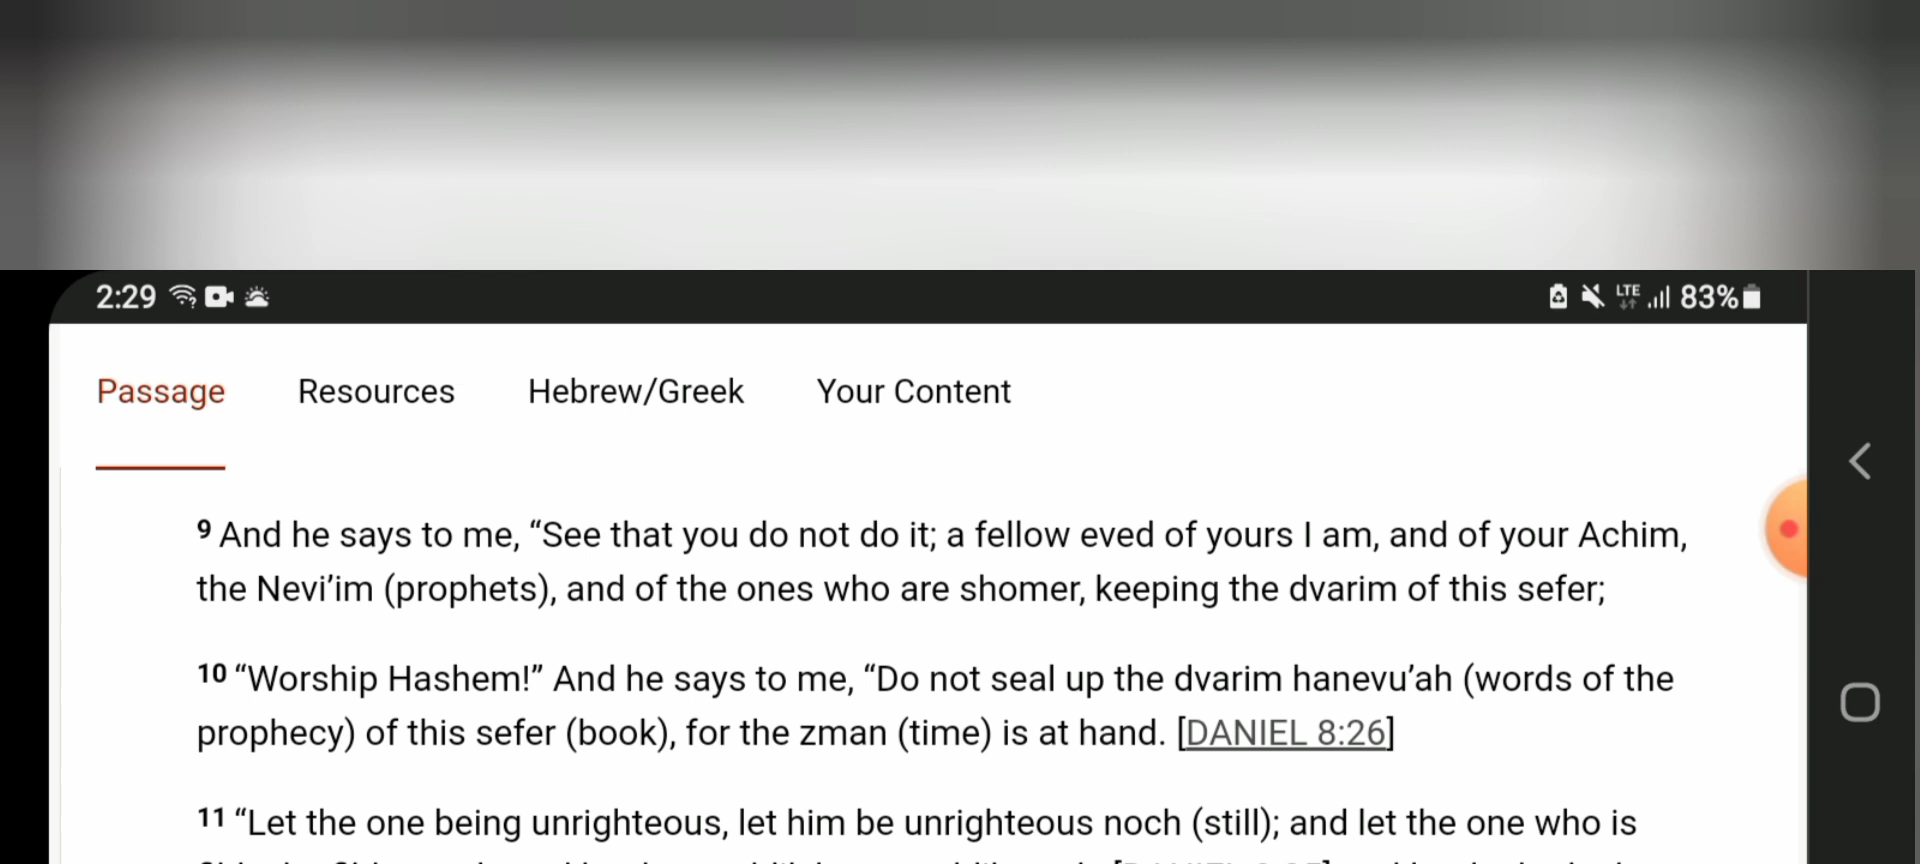 2:29
LTE 83%
Passage Resources Hebrew/Greek Your Content
9 And he says to me, “See that you do not do it; a fellow eved of yours I am, and of your Achim,
the Nevi’im (prophets), and of the ones who are shomer, keeping the dvarim of this sefer;
10 “Worship Hashem!” And he says to me, “Do not seal up the dvarim hanevu’ah (words of the
prophecy) of this sefer (book), for the zman (time) is at hand. [DANIEL 8:26]
11 “Let the one being unrighteous, let him be unrighteous noch (still); and let the one who is